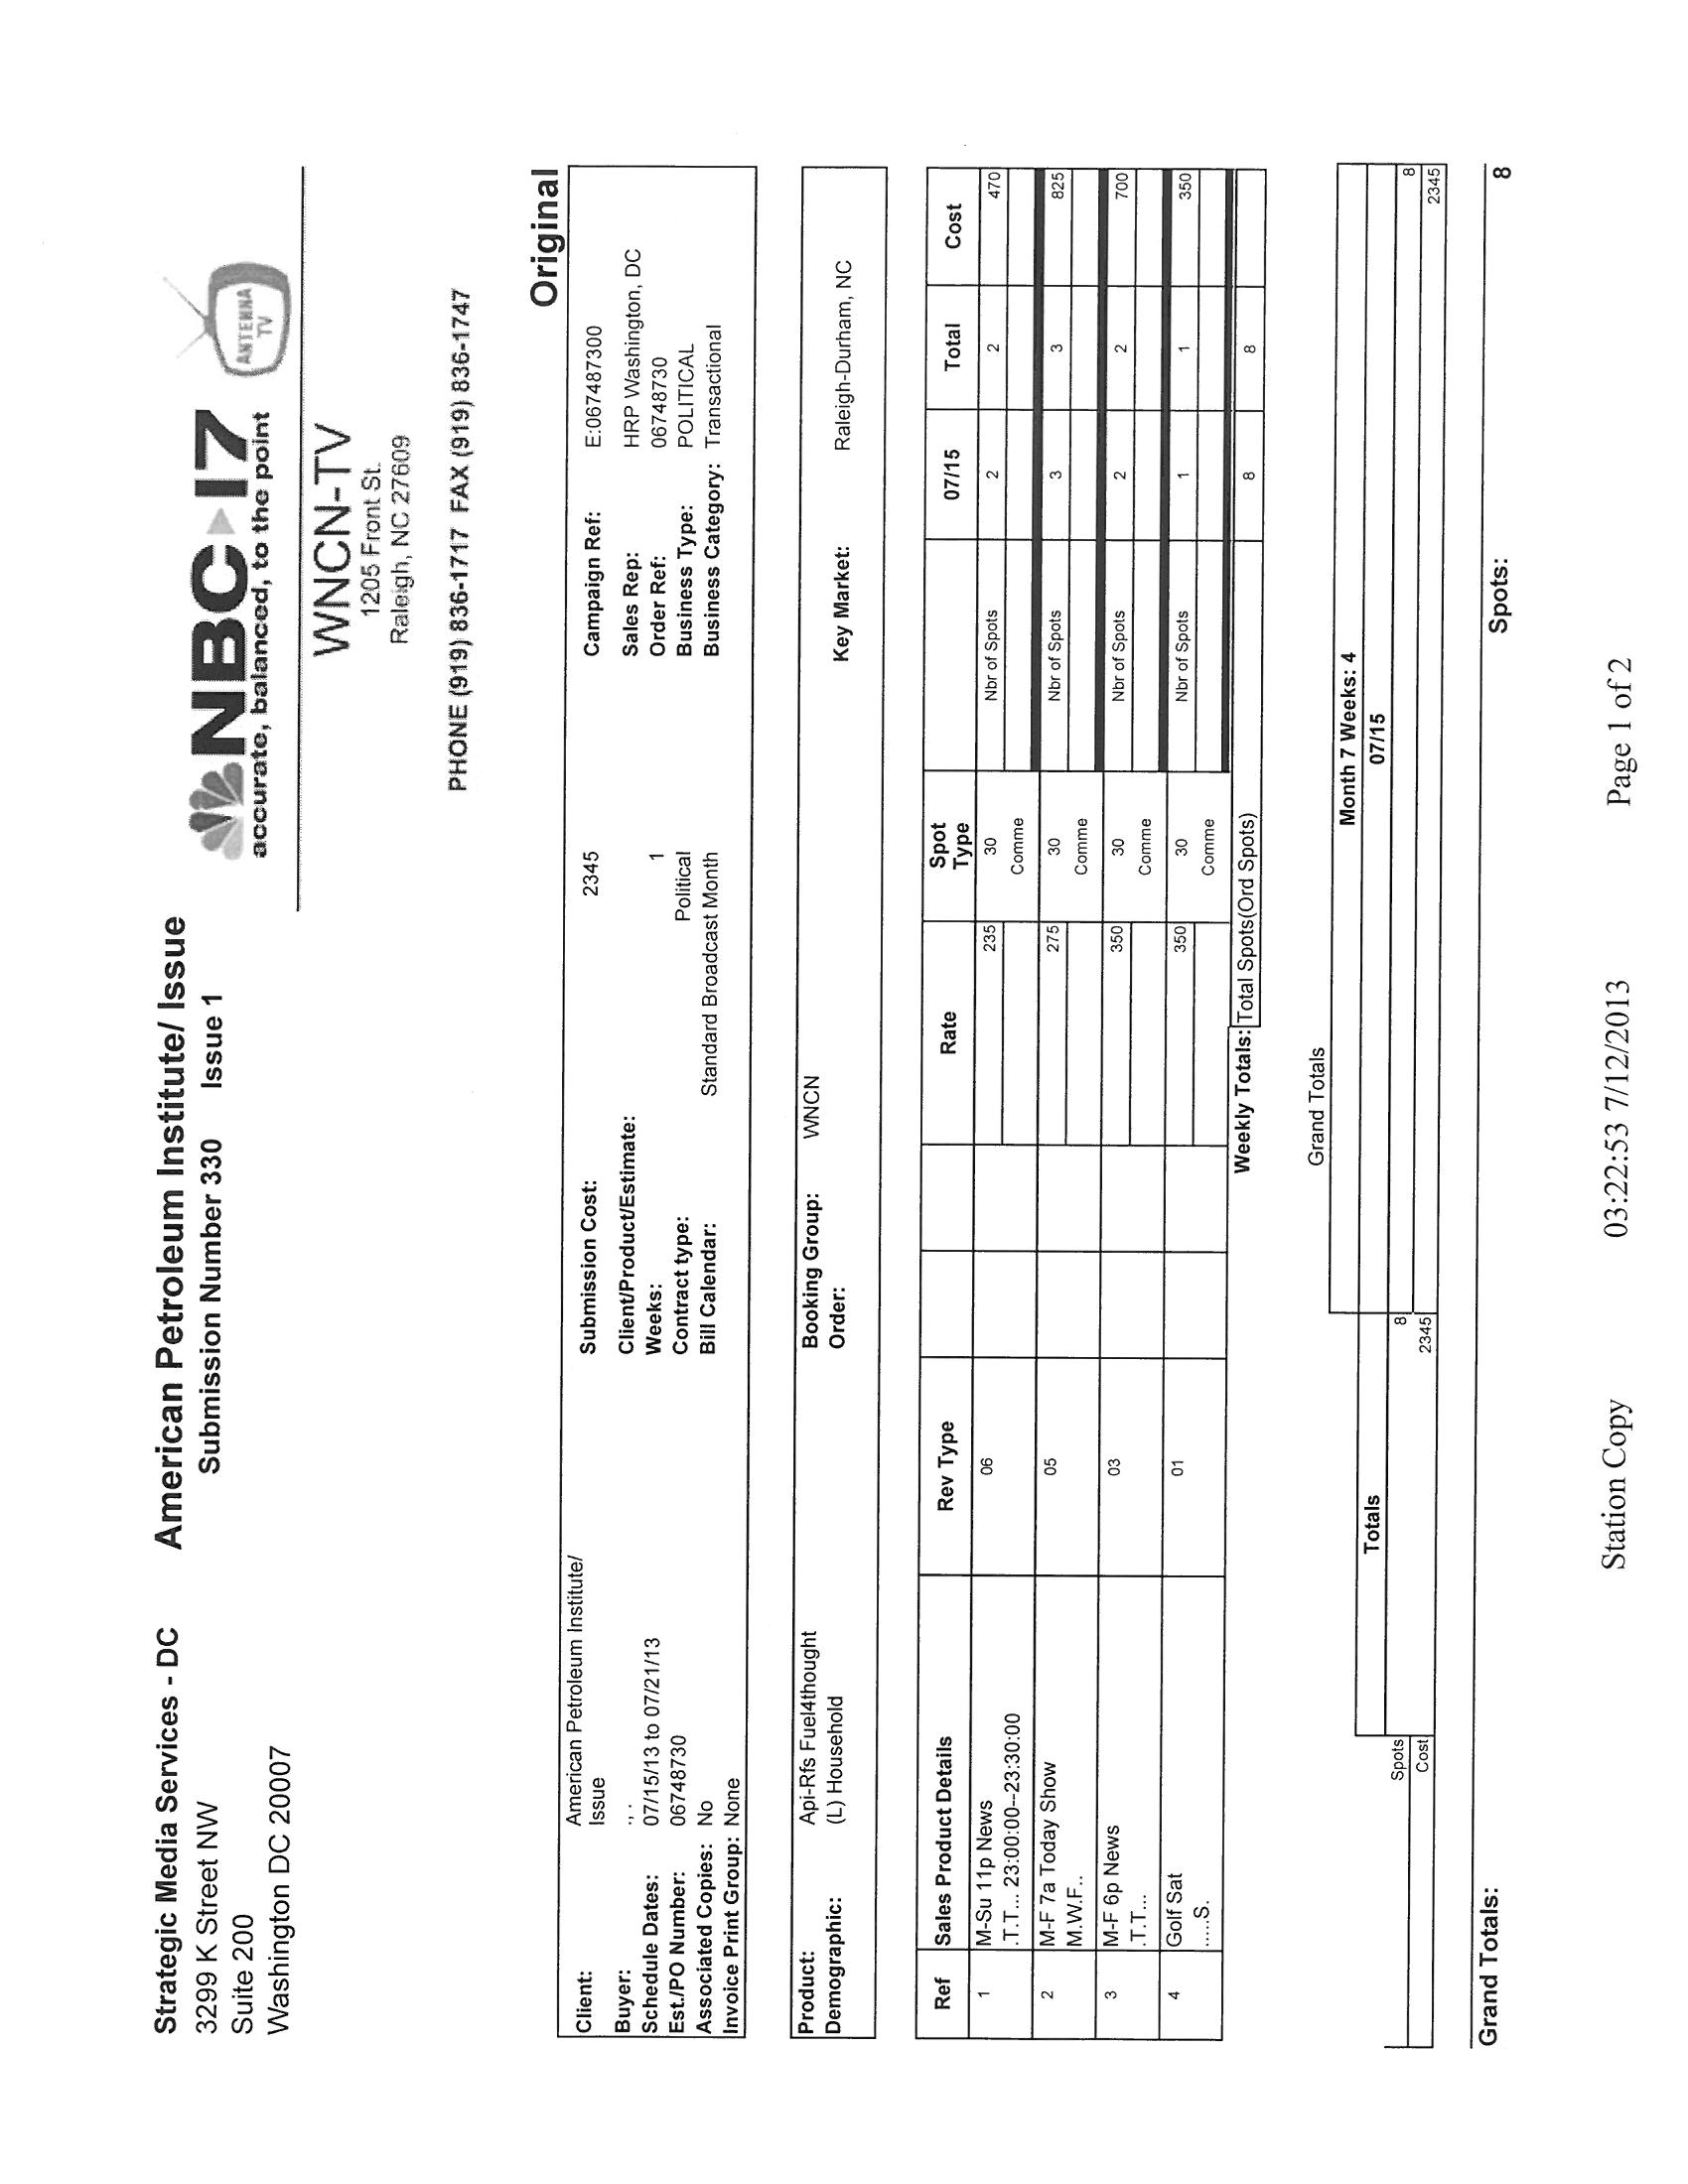 Strategic Media Services - DC
3299 K Street NW
Suite 200
Washington DC 20007
American Petroleum Institute/ Issue
Submission Number 330 Issue 1
NBC 17
accurate, balanced, to the point
ANTENNA
TV
WNCN-TV
1205 Front St.
Raleigh, NC 27609
PHONE (919) 836-1717 FAX (919) 836-1747
Original
Client: American Petroleum Institute/
Issue
Buyer: , .
Schedule Dates: 07/15/13 to 07/21/13
Est./PO Number: 06748730
Associated Copies: No
Invoice Print Group: None
Submission Cost: 2345
Client/Product/Estimate:
Weeks: 1
Contract type: Political
Bill Calendar: Standard Broadcast Month
Campaign Ref: E:067487300
Sales Rep: HRP Washington, DC
Order Ref: 06748730
Business Type: POLITICAL
Business Category: Transactional
Product: Api-Rfs Fuel4thought
Demographic: (L) Household
Booking Group: WNCN
Order:
Key Market: Raleigh-Durham, NC
Ref Sales Product Details Rev Type Rate Spot Type 07/15 Total Cost
1 M-Su 11p News 06 235 30 Nbr of Spots 2 2 470
.T.T... 23:00:00--23:30:00 Comme
2 M-F 7a Today Show 05 275 30 Nbr of Spots 3 3 825
M.W.F.. Comme
3 M-F 6p News 03 350 30 Nbr of Spots 2 2 700
.T.T... Comme
4 Golf Sat 01 350 30 Nbr of Spots 1 1 350
.....S. Comme
Weekly Totals: Total Spots(Ord Spots) 8 8
Grand Totals
Month 7 Weeks: 4
Totals 07/15
Spots 8 8
Cost 2345 2345
Grand Totals: Spots: 8
Station Copy 03:22:53 7/12/2013 Page 1 of 2